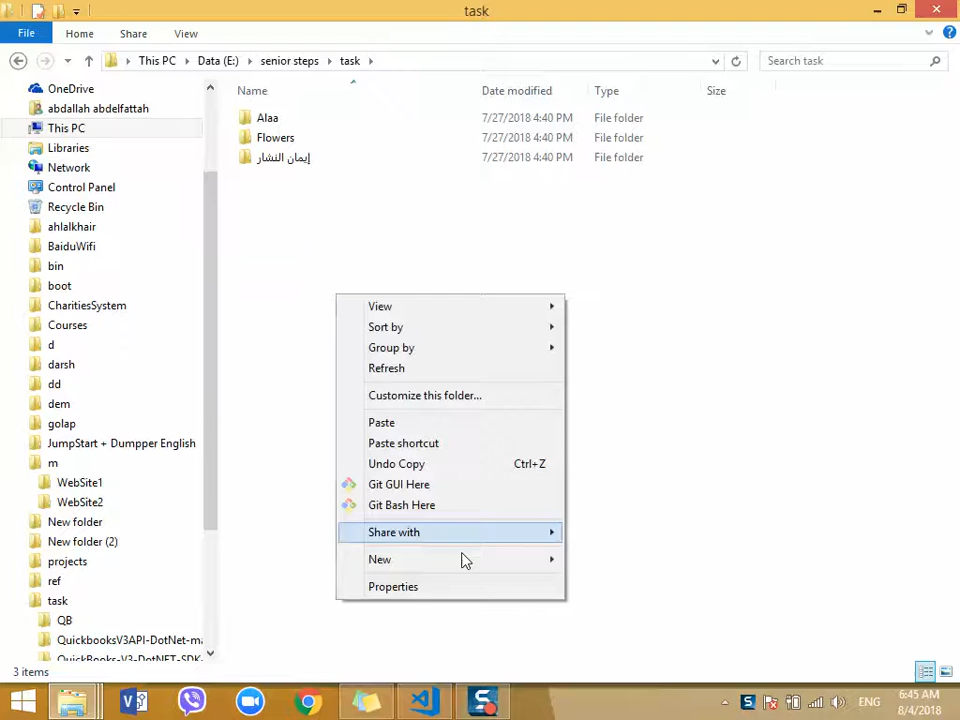 task
File
Home
Share
View
This PC
Data (E:)
senior steps
task
Search task
Name
Date modified
Type
Size
Alaa
7/27/2018 4:40 PM
File folder
Flowers
7/27/2018 4:40 PM
File folder
إيمان النشار
7/27/2018 4:40 PM
File folder
OneDrive
abdallah abdelfattah
This PC
Libraries
Network
Control Panel
Recycle Bin
ahlalkhair
BaiduWifi
bin
boot
CharitiesSystem
Courses
d
darsh
dd
dem
golap
JumpStart + Dumpper English
m
WebSite1
WebSite2
New folder
New folder (2)
projects
ref
task
QB
QuickbooksV3API-DotNet-ma
QuickBooks-V3-DotNET-SDK-
View
Sort by
Group by
Refresh
Customize this folder...
Paste
Paste shortcut
Undo Copy Ctrl+Z
Git GUI Here
Git Bash Here
Share with
New
Properties
3 items
ENG
6:45 AM
8/4/2018